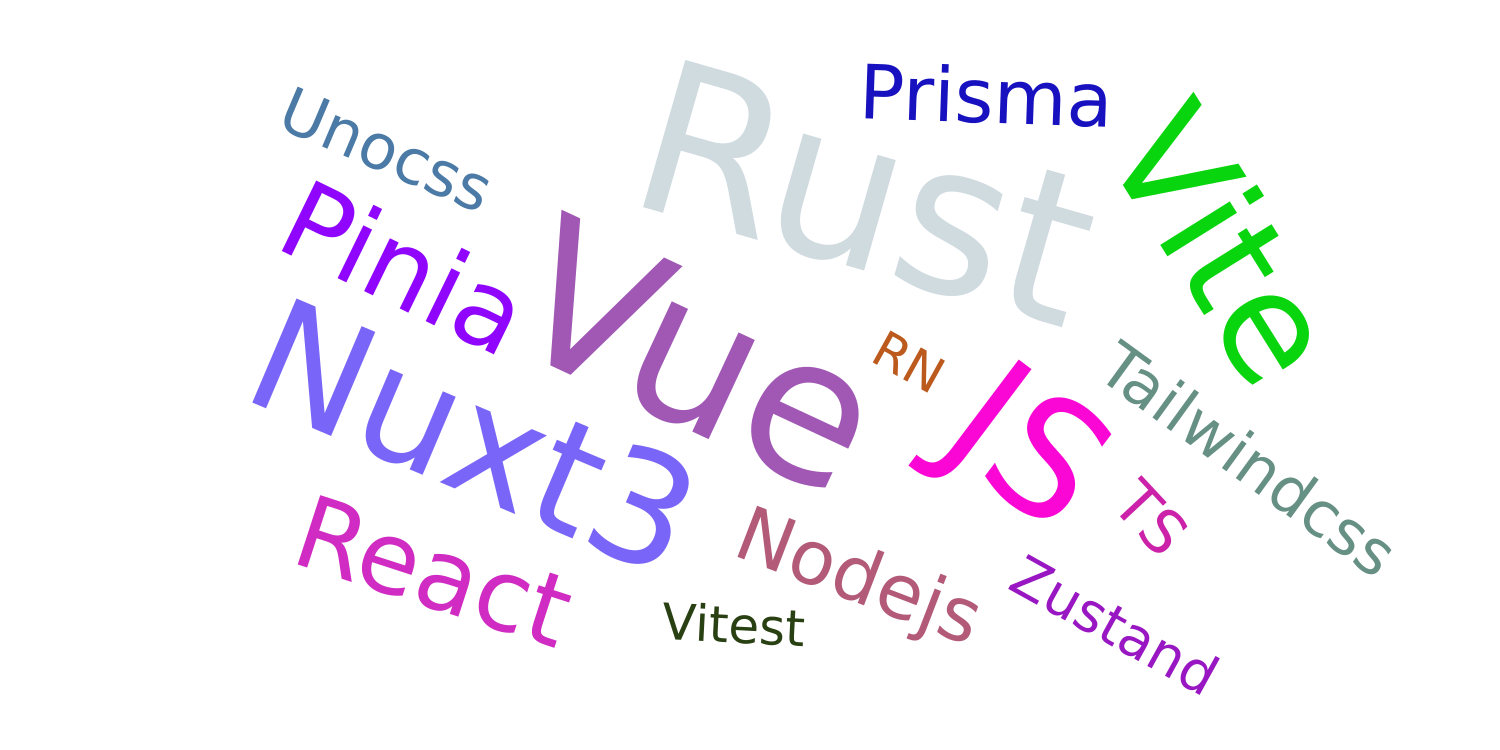 Prisma
Rust
Vite
Unocss
Pinia
Vue
RN
Nuxt3
JS
Tailwindcss
TS
React
Nodejs
Vitest
Zustand